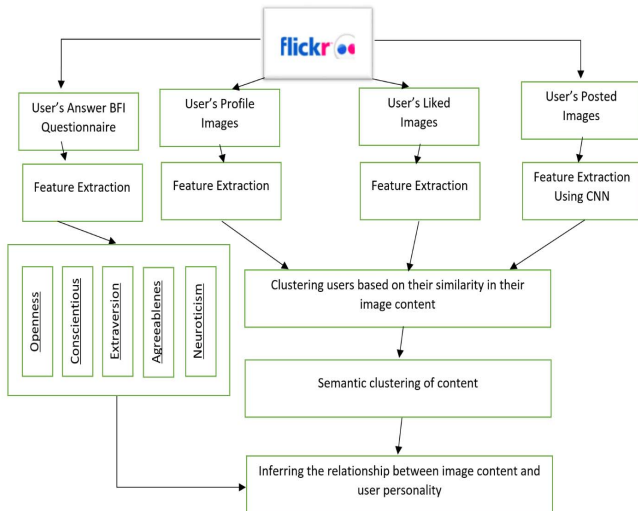 flickr
User's Answer BFI
Questionnaire
User's Profile
Images
User's Liked
Images
User's Posted
Images
Feature Extraction
Feature Extraction
Feature Extraction
Feature Extraction
Using CNN
Openness
Conscientious
Extraversion
Agreeablenes
Neuroticism
Clustering users based on their similarity in their
image content
Semantic clustering of content
Inferring the relationship between image content and
user personality